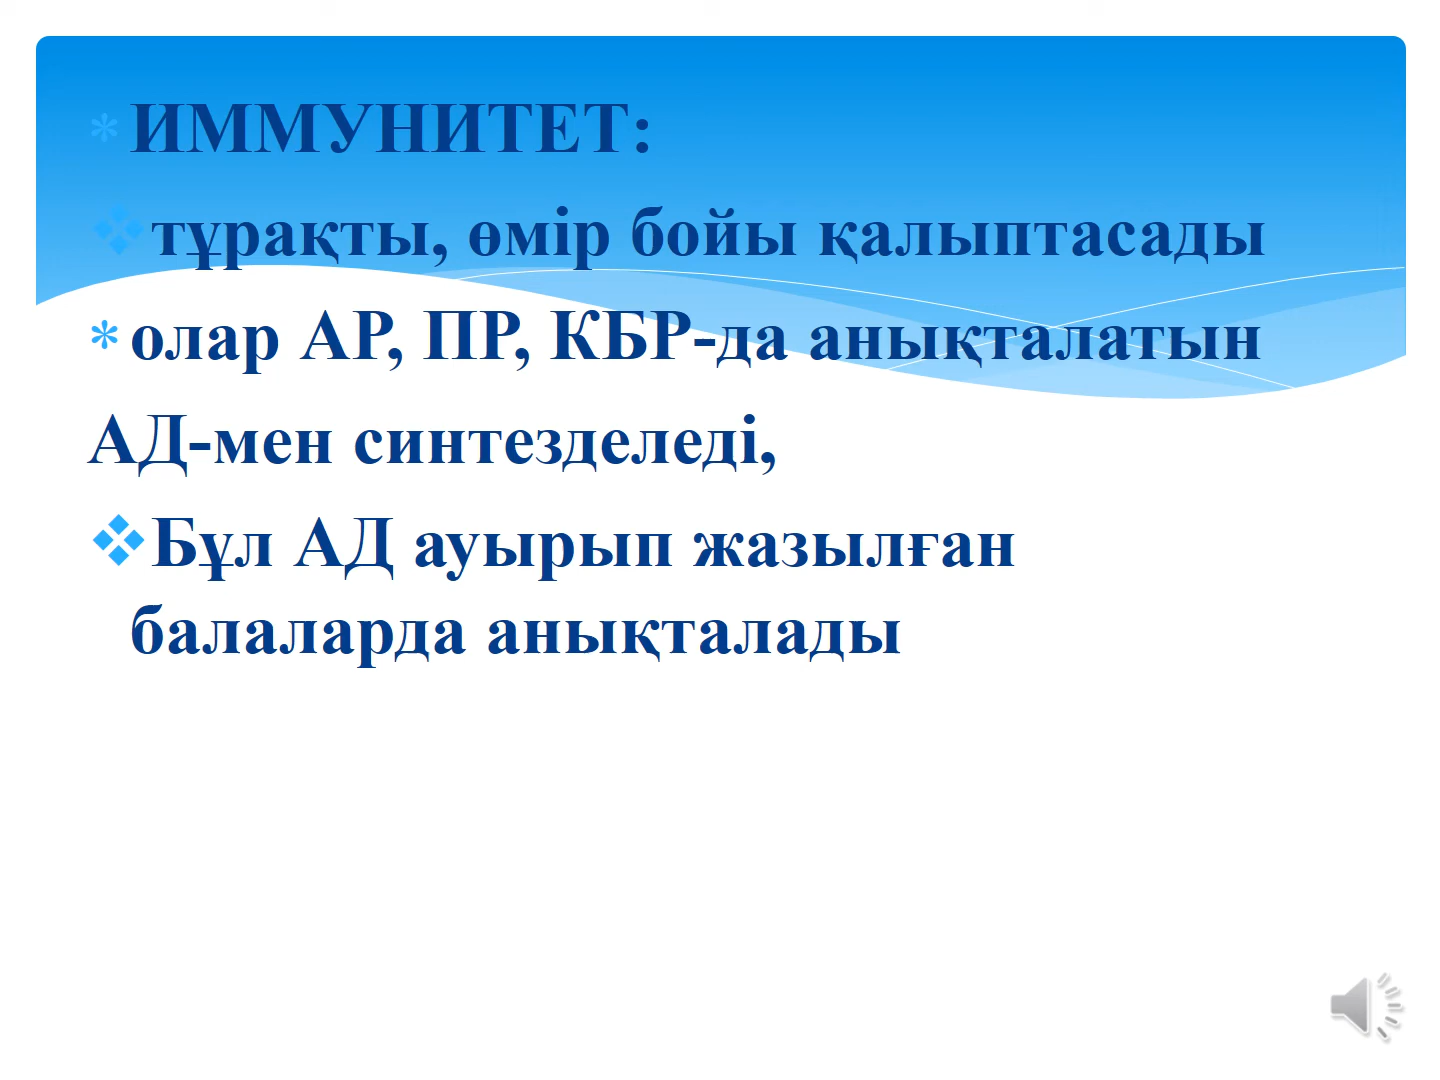 ИММУНИТЕТ:
тұрақты, өмір бойы қалыптасады
олар АР, ПР, КБР-да анықталатын
АД-мен синтезделеді,
Бұл АД ауырып жазылған
балаларда анықталады